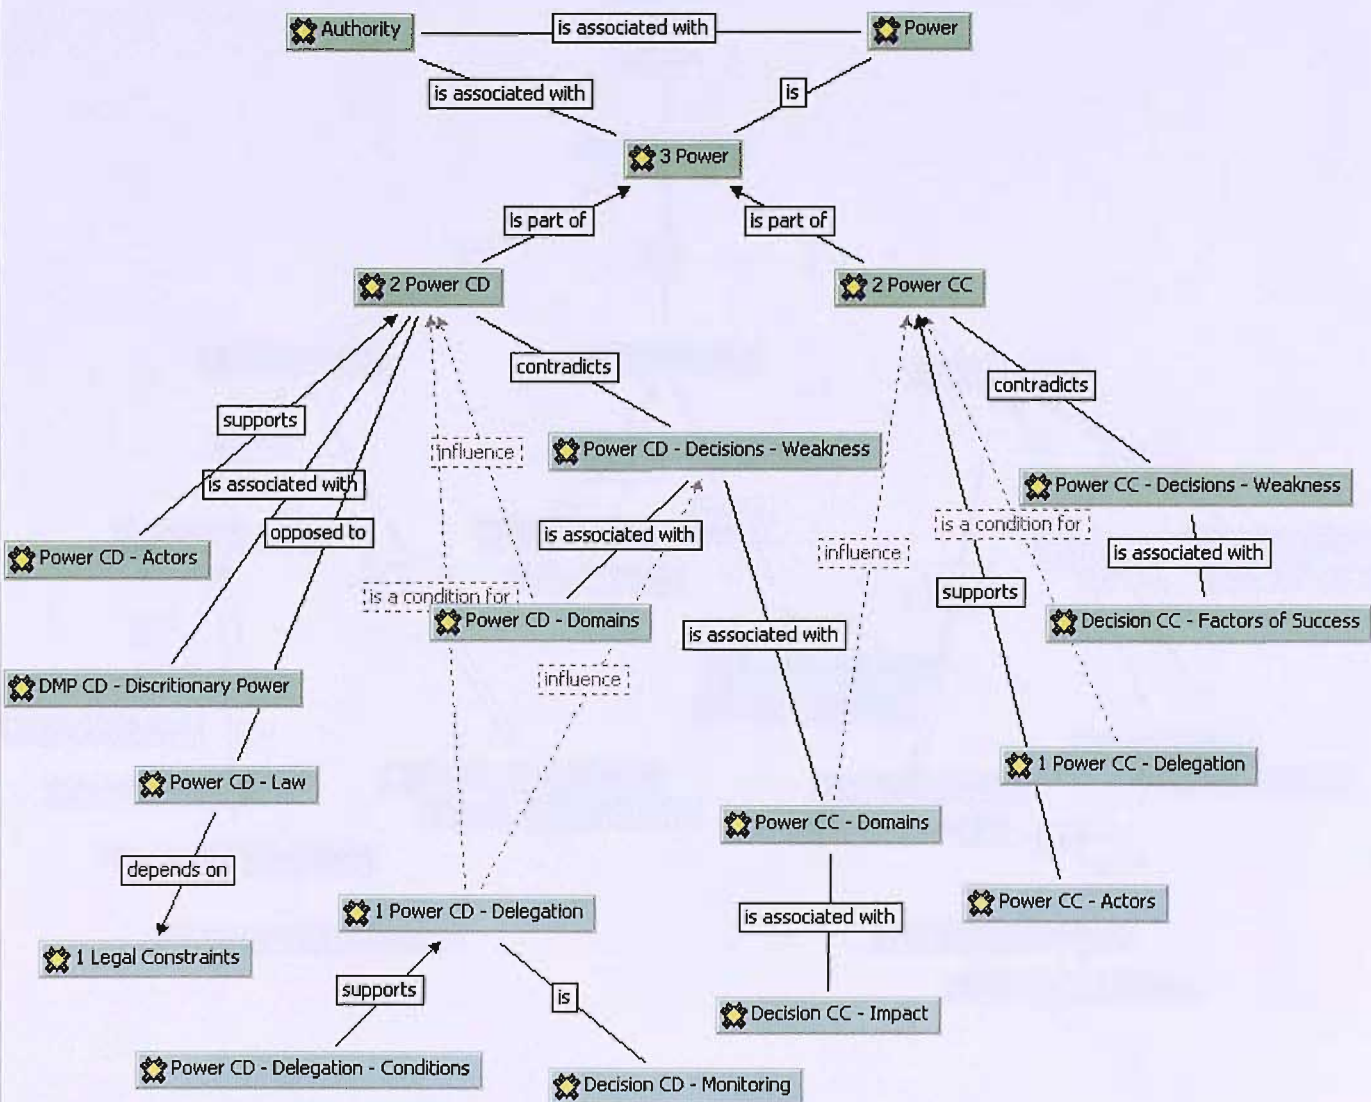 Authority
is associated with
Power
is associated with
is
3 Power
is part of
is part of
2 Power CD
2 Power CC
contradicts
contradicts
supports
influence
Power CD - Decisions - Weakness
is associated with
Power CC - Decisions - Weakness
opposed to
is associated with
is a condition for
influence
is associated with
Power CD - Actors
is a condition for
supports
Power CD - Domains
Decision CC - Factors of Success
is associated with
influence
DMP CD - Discritionary Power
1 Power CC - Delegation
Power CD - Law
Power CC - Domains
depends on
Power CC - Actors
1 Power CD - Delegation
is associated with
1 Legal Constraints
supports
is
Decision CC - Impact
Power CD - Delegation - Conditions
Decision CD - Monitoring